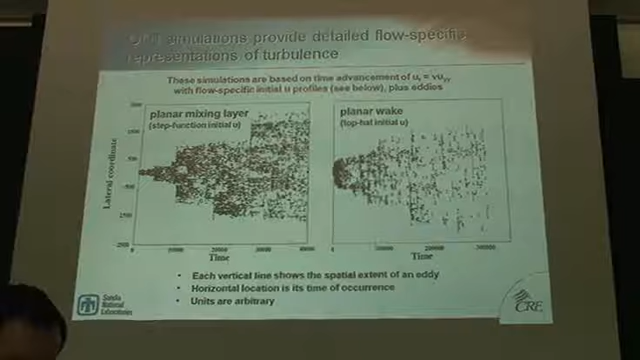 ODT simulations provide detailed flow-specific
representations of turbulence
These simulations are based on time advancement of uₜ = νuᵧᵧ
with flow-specific initial u profiles (see below), plus eddies
planar mixing layer
(step-function initial u)
planar wake
(top-hat initial u)
Lateral coordinate
Time
Time
• Each vertical line shows the spatial extent of an eddy
• Horizontal location is its time of occurrence
• Units are arbitrary
Sandia
National
Laboratories
CRF